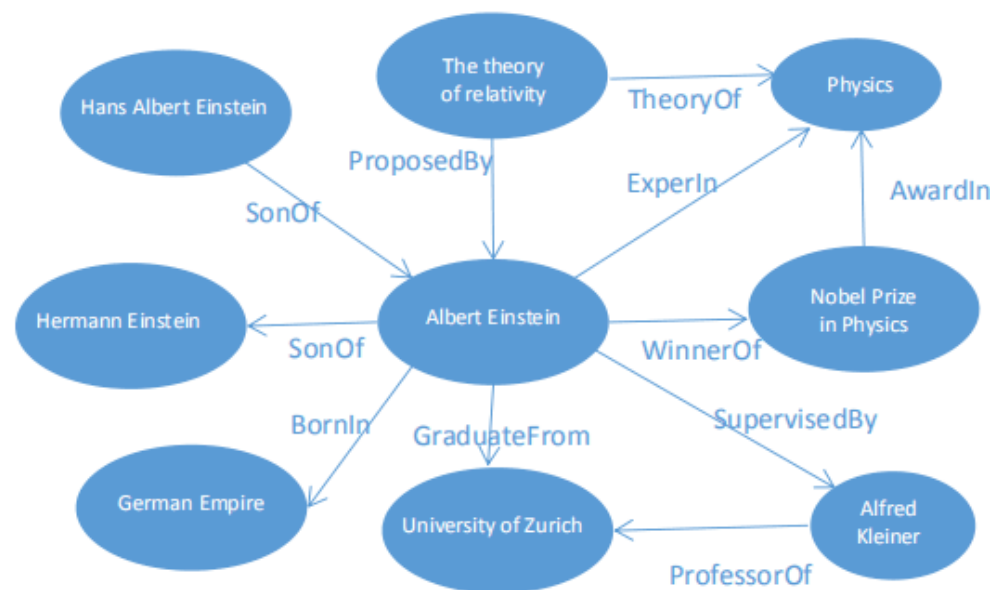 The theory
of relativity
Physics
Hans Albert Einstein
TheoryOf
ProposedBy
ExperIn
AwardIn
SonOf
Nobel Prize
in Physics
Hermann Einstein
Albert Einstein
SonOf
WinnerOf
BornIn
GraduateFrom
SupervisedBy
German Empire
University of Zurich
Alfred
Kleiner
ProfessorOf